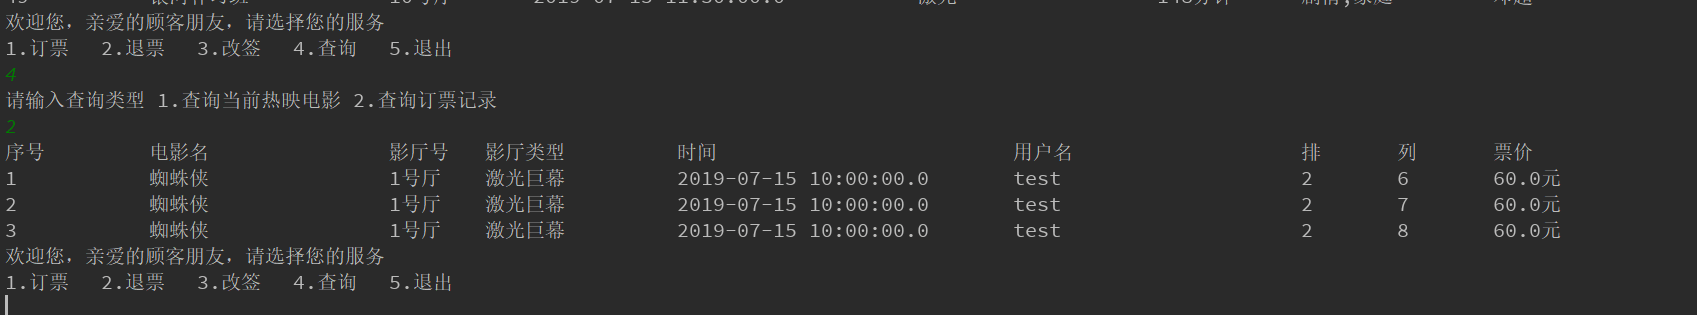 欢迎您，亲爱的顾客朋友，请选择您的服务
1.订票 2.退票 3.改签 4.查询 5.退出
4
请输入查询类型 1.查询当前热映电影 2.查询订票记录
2
序号 电影名 影厅号 影厅类型 时间 用户名 排 列 票价
1 蜘蛛侠 1号厅 激光巨幕 2019-07-15 10:00:00.0 test 2 6 60.0元
2 蜘蛛侠 1号厅 激光巨幕 2019-07-15 10:00:00.0 test 2 7 60.0元
3 蜘蛛侠 1号厅 激光巨幕 2019-07-15 10:00:00.0 test 2 8 60.0元
欢迎您，亲爱的顾客朋友，请选择您的服务
1.订票 2.退票 3.改签 4.查询 5.退出